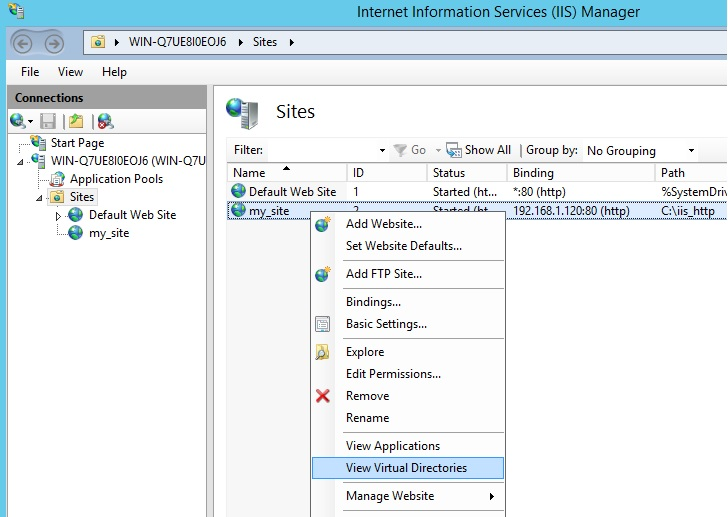 Internet Information Services (IIS) Manager
WIN-Q7UE8I0EOJ6 Sites
File View Help
Connections
Start Page
WIN-Q7UE8I0EOJ6 (WIN-Q7U
Application Pools
Sites
Default Web Site
my_site
Sites
Filter: Go Show All Group by: No Grouping
Name ID Status Binding Path
Default Web Site 1 Started (ht... *:80 (http) %SystemDriv
my_site 2 Started (ht... 192.168.1.120:80 (http) C:\iis_http
Add Website...
Set Website Defaults...
Add FTP Site...
Bindings...
Basic Settings...
Explore
Edit Permissions...
Remove
Rename
View Applications
View Virtual Directories
Manage Website